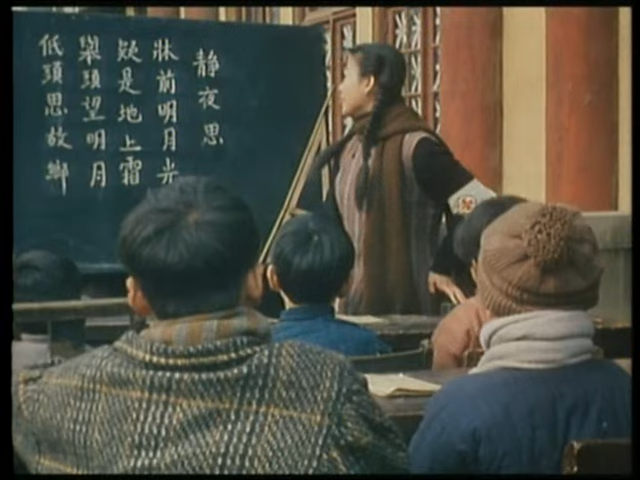 静夜思
牀前明月光
疑是地上霜
舉頭望明月
低頭思故鄉